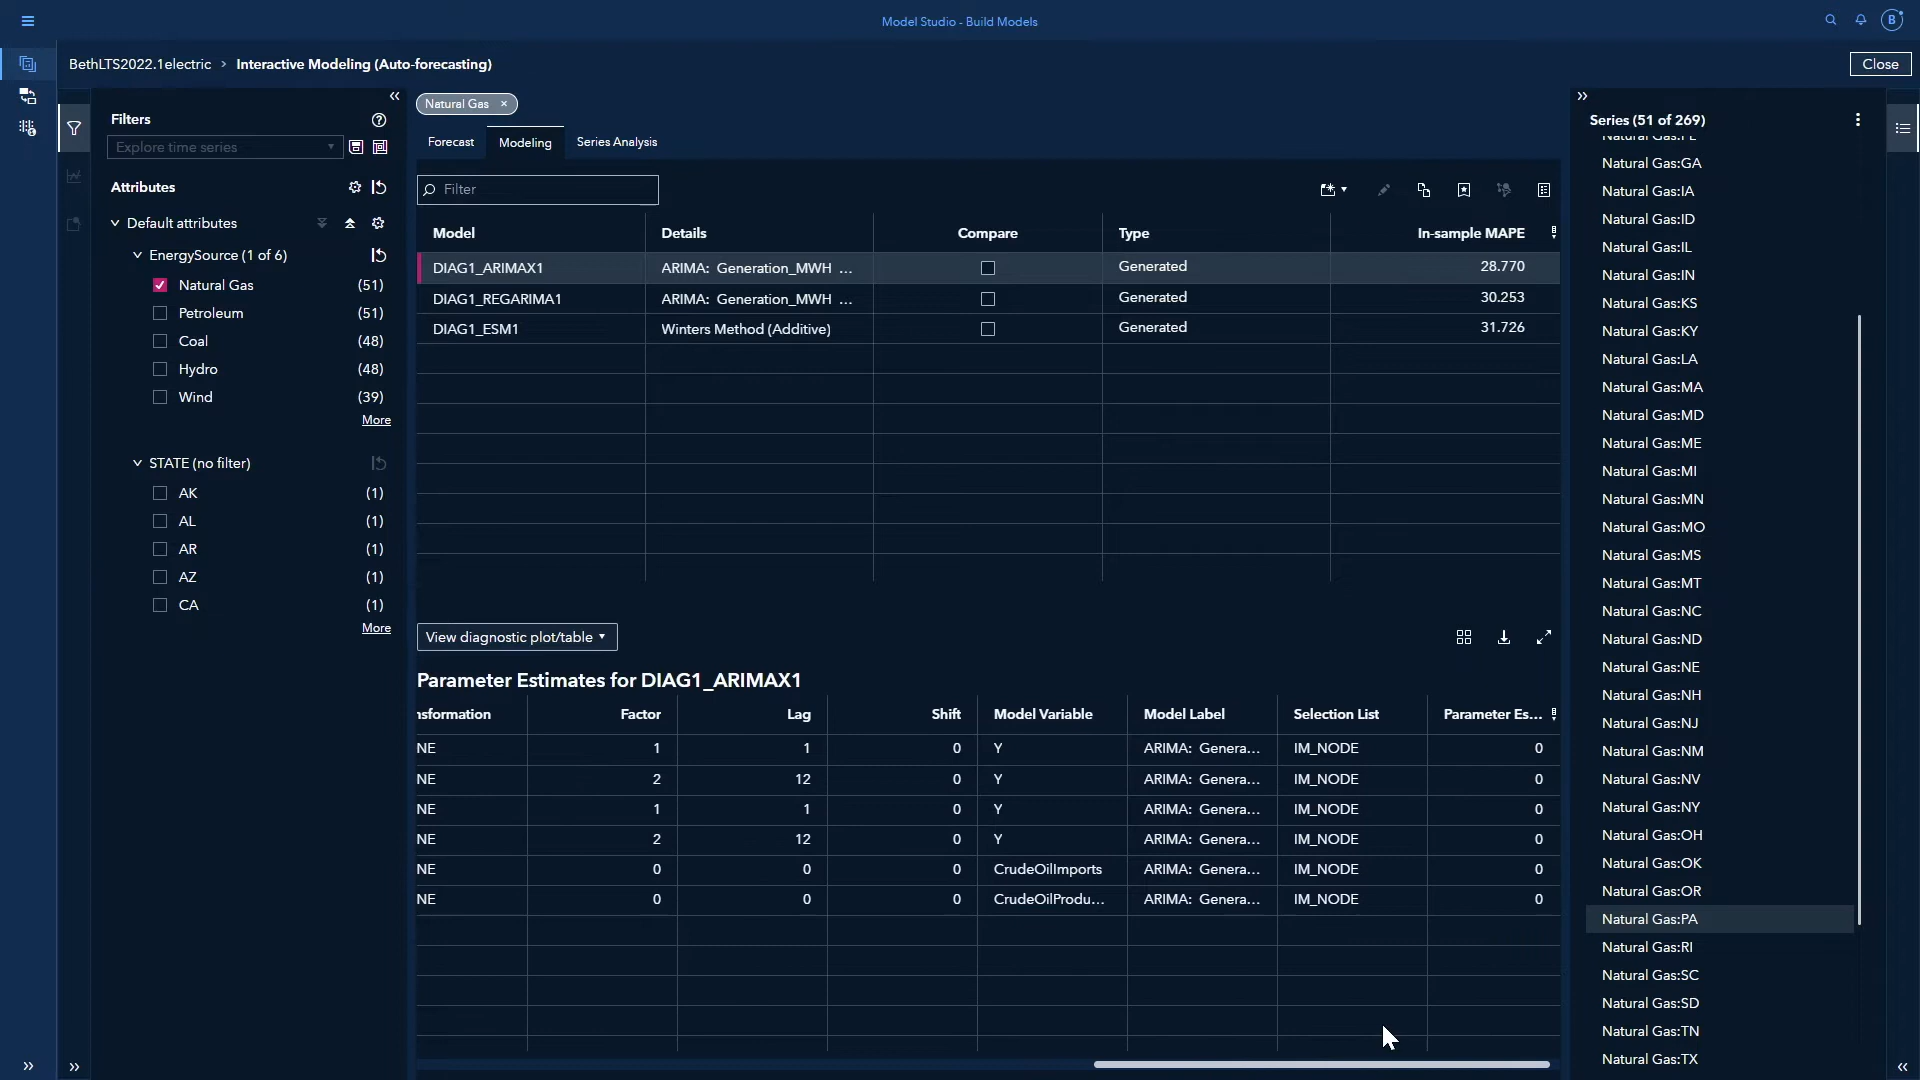 Model Studio - Build Models
B
BethLTS2022.1electric › Interactive Modeling (Auto-forecasting)
Close
Filters
Explore time series
Attributes
Default attributes
EnergySource (1 of 6)
Natural Gas (51)
Petroleum (51)
Coal (48)
Hydro (48)
Wind (39)
More
STATE (no filter)
AK (1)
AL (1)
AR (1)
AZ (1)
CA (1)
More
Natural Gas ×
Forecast Modeling Series Analysis
Filter
Model Details Compare Type In-sample MAPE
DIAG1_ARIMAX1 ARIMA: Generation_MWH ... Generated 28.770
DIAG1_REGARIMA1 ARIMA: Generation_MWH ... Generated 30.253
DIAG1_ESM1 Winters Method (Additive) Generated 31.726
View diagnostic plot/table
Parameter Estimates for DIAG1_ARIMAX1
nsformation Factor Lag Shift Model Variable Model Label Selection List Parameter Es...
NE 1 1 0 Y ARIMA: Genera... IM_NODE 0
NE 2 12 0 Y ARIMA: Genera... IM_NODE 0
NE 1 1 0 Y ARIMA: Genera... IM_NODE 0
NE 2 12 0 Y ARIMA: Genera... IM_NODE 0
NE 0 0 0 CrudeOilImports ARIMA: Genera... IM_NODE 0
NE 0 0 0 CrudeOilProdu... ARIMA: Genera... IM_NODE 0
Series (51 of 269)
Natural Gas:FL
Natural Gas:GA
Natural Gas:IA
Natural Gas:ID
Natural Gas:IL
Natural Gas:IN
Natural Gas:KS
Natural Gas:KY
Natural Gas:LA
Natural Gas:MA
Natural Gas:MD
Natural Gas:ME
Natural Gas:MI
Natural Gas:MN
Natural Gas:MO
Natural Gas:MS
Natural Gas:MT
Natural Gas:NC
Natural Gas:ND
Natural Gas:NE
Natural Gas:NH
Natural Gas:NJ
Natural Gas:NM
Natural Gas:NV
Natural Gas:NY
Natural Gas:OH
Natural Gas:OK
Natural Gas:OR
Natural Gas:PA
Natural Gas:RI
Natural Gas:SC
Natural Gas:SD
Natural Gas:TN
Natural Gas:TX